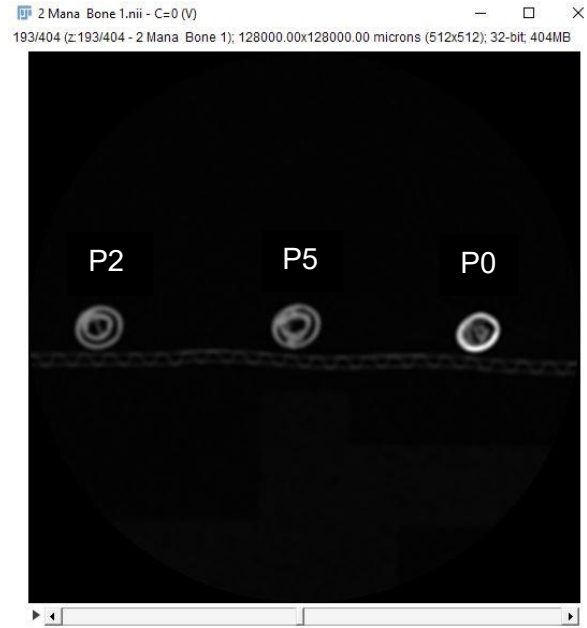 2 Mana Bone 1.nii - C=0 (V)
193/404 (z:193/404 - 2 Mana Bone 1); 128000.00x128000.00 microns (512x512); 32-bit; 404MB
P2 P5 P0